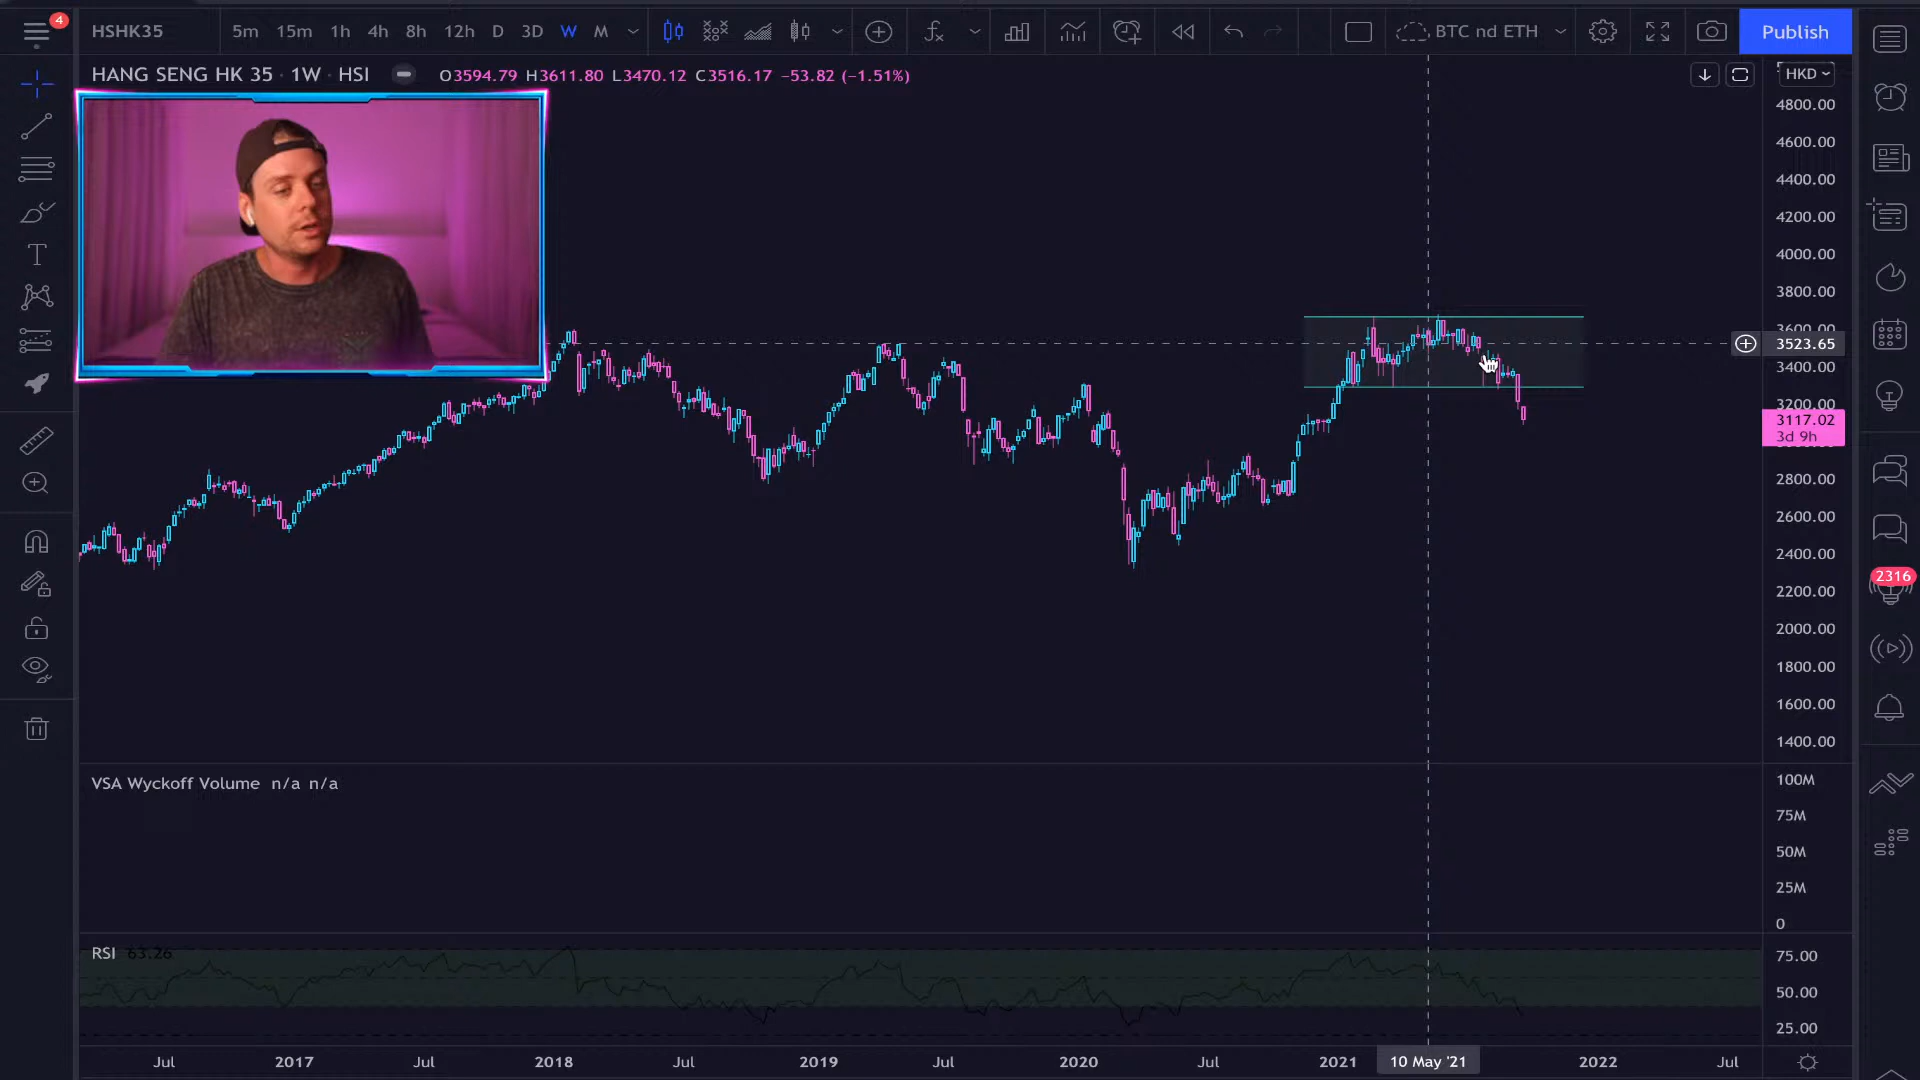 4
HSHK35 5m 15m 1h 4h 8h 12h D 3D W M BTC nd ETH Publish
HANG SENG HK 35 · 1W · HSI O3594.79 H3611.80 L3470.12 C3516.17 −53.82 (−1.51%)
HKD
4800.00
4600.00
4400.00
4200.00
4000.00
3800.00
3600.00
3523.65
3400.00
3200.00
3117.02
3d 9h
2800.00
2600.00
2400.00
2200.00
2000.00
1800.00
1600.00
1400.00
2316
VSA Wyckoff Volume n/a n/a
100M
75M
50M
25M
0
RSI 63.26
75.00
50.00
25.00
Jul 2017 Jul 2018 Jul 2019 Jul 2020 Jul 2021 10 May '21 2022 Jul